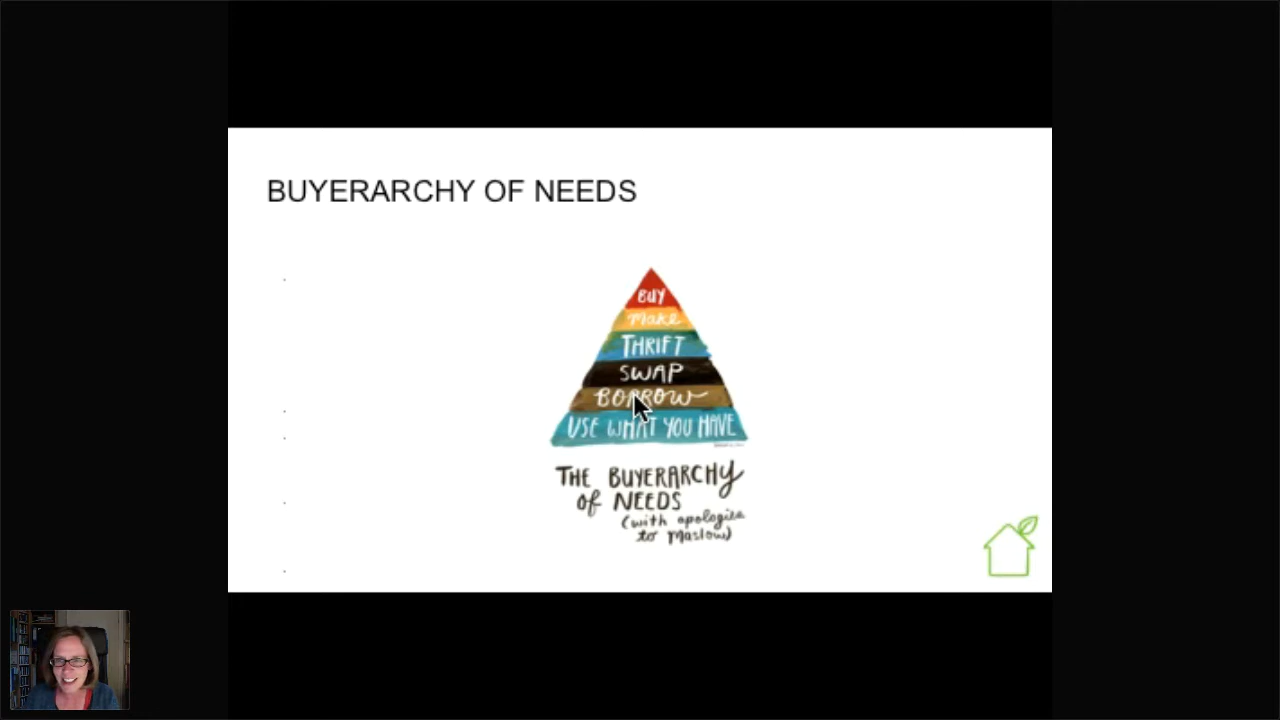 BUYERARCHY OF NEEDS
BUY
Make
THRIFT
SWAP
BORROW
USE WHAT YOU HAVE
THE BUYERARCHY
of NEEDS
(with apologies
to Maslow)